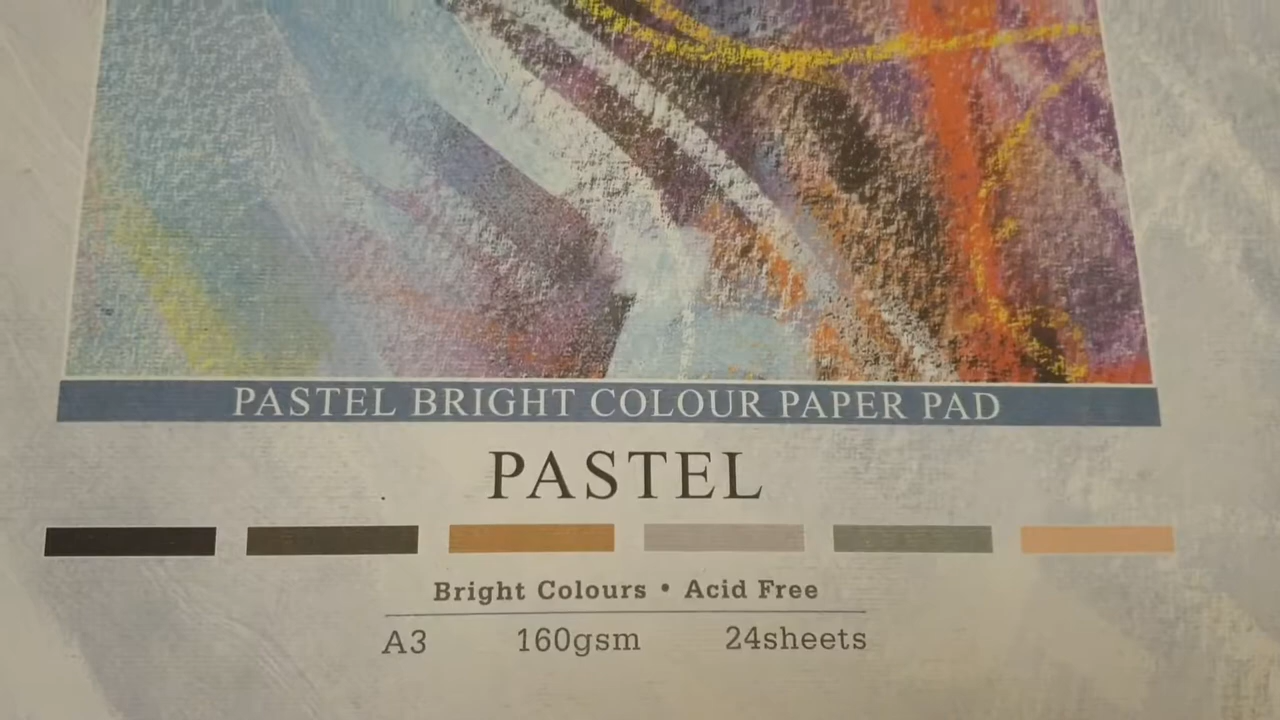 PASTEL BRIGHT COLOUR PAPER PAD
PASTEL
Bright Colours • Acid Free
A3 160gsm 24sheets